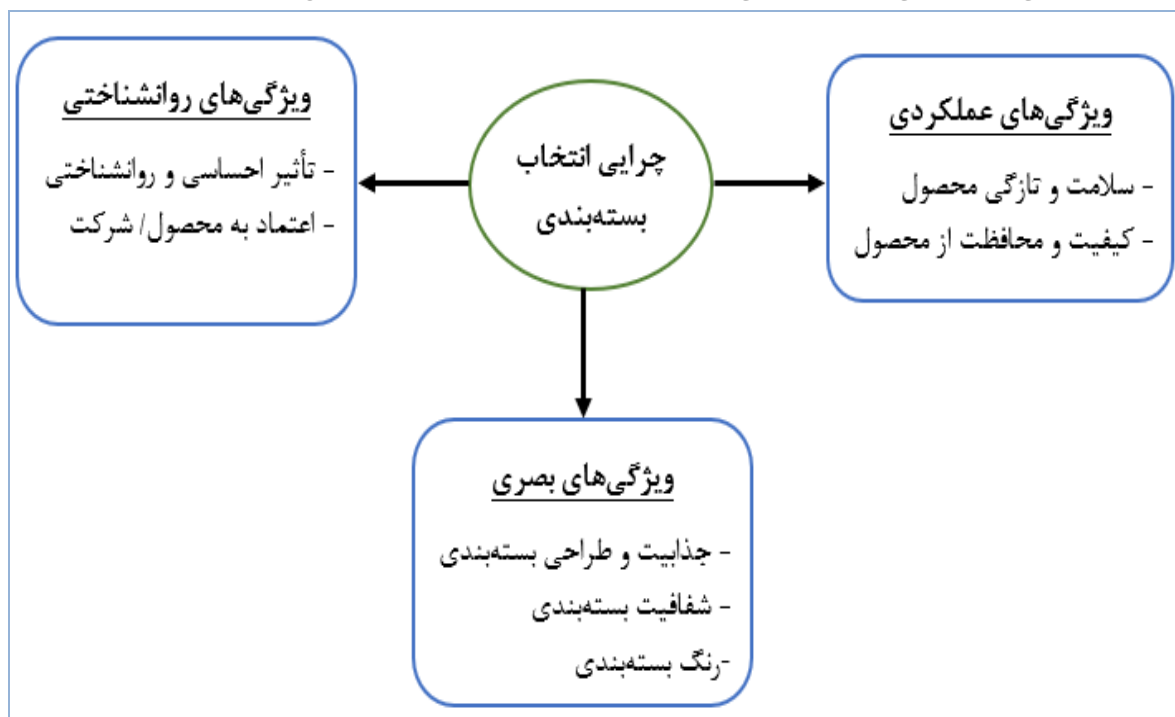 چرایی انتخاب
بسته‌بندی
ویژگی‌های عملکردی
- سلامت و تازگی محصول
- کیفیت و محافظت از محصول
ویژگی‌های روانشناختی
- تأثیر احساسی و روانشناختی
- اعتماد به محصول/ شرکت
ویژگی‌های بصری
- جذابیت و طراحی بسته‌بندی
- شفافیت بسته‌بندی
-رنگ بسته‌بندی